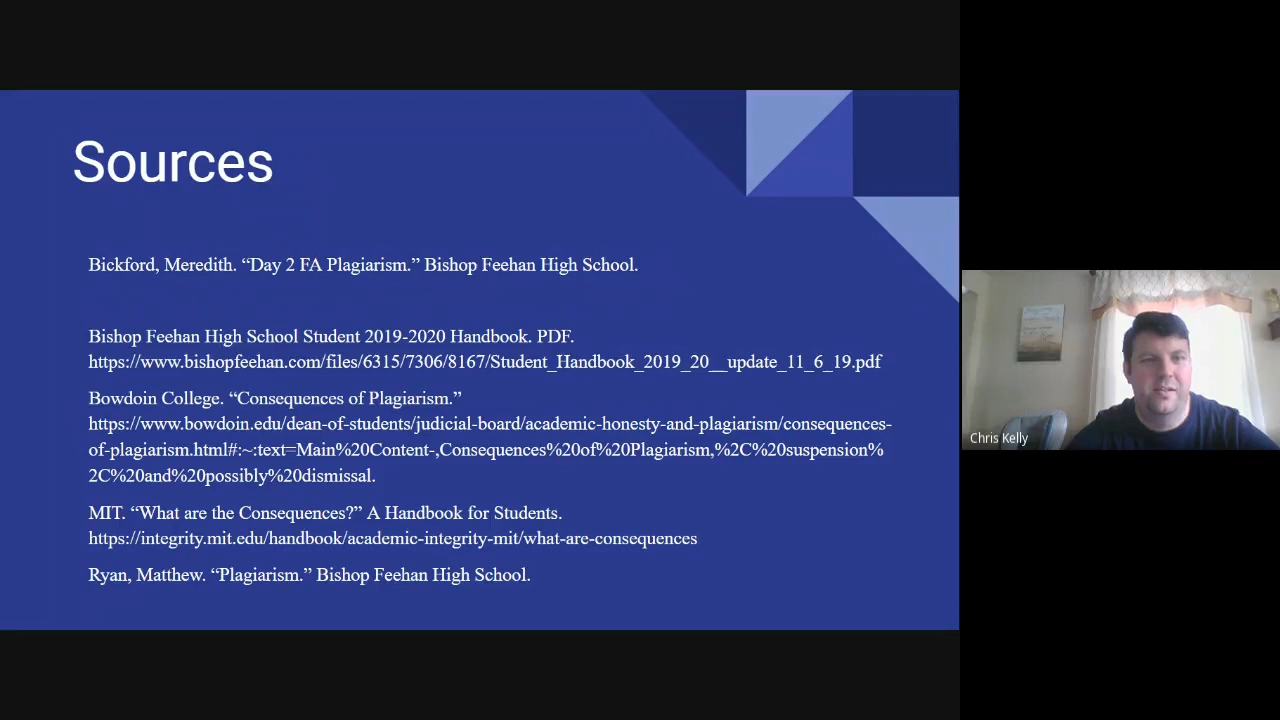 Sources
Bickford, Meredith. “Day 2 FA Plagiarism.” Bishop Feehan High School.
Bishop Feehan High School Student 2019-2020 Handbook. PDF.
https://www.bishopfeehan.com/files/6315/7306/8167/Student_Handbook_2019_20__update_11_6_19.pdf
Bowdoin College. “Consequences of Plagiarism.”
https://www.bowdoin.edu/dean-of-students/judicial-board/academic-honesty-and-plagiarism/consequences-
of-plagiarism.html#:~:text=Main%20Content-,Consequences%20of%20Plagiarism,%2C%20suspension%
2C%20and%20possibly%20dismissal.
MIT. “What are the Consequences?” A Handbook for Students.
https://integrity.mit.edu/handbook/academic-integrity-mit/what-are-consequences
Ryan, Matthew. “Plagiarism.” Bishop Feehan High School.
Chris Kelly